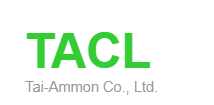 TACL
Tai-Ammon Co., Ltd.